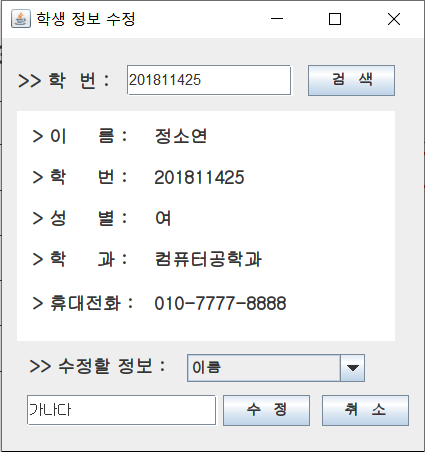 학생 정보 수정
>> 학 번 : 201811425 검 색
> 이 름 : 정소연
> 학 번 : 201811425
> 성 별 : 여
> 학 과 : 컴퓨터공학과
> 휴대전화 : 010-7777-8888
>> 수정할 정보 : 이름
가나다 수 정 취 소